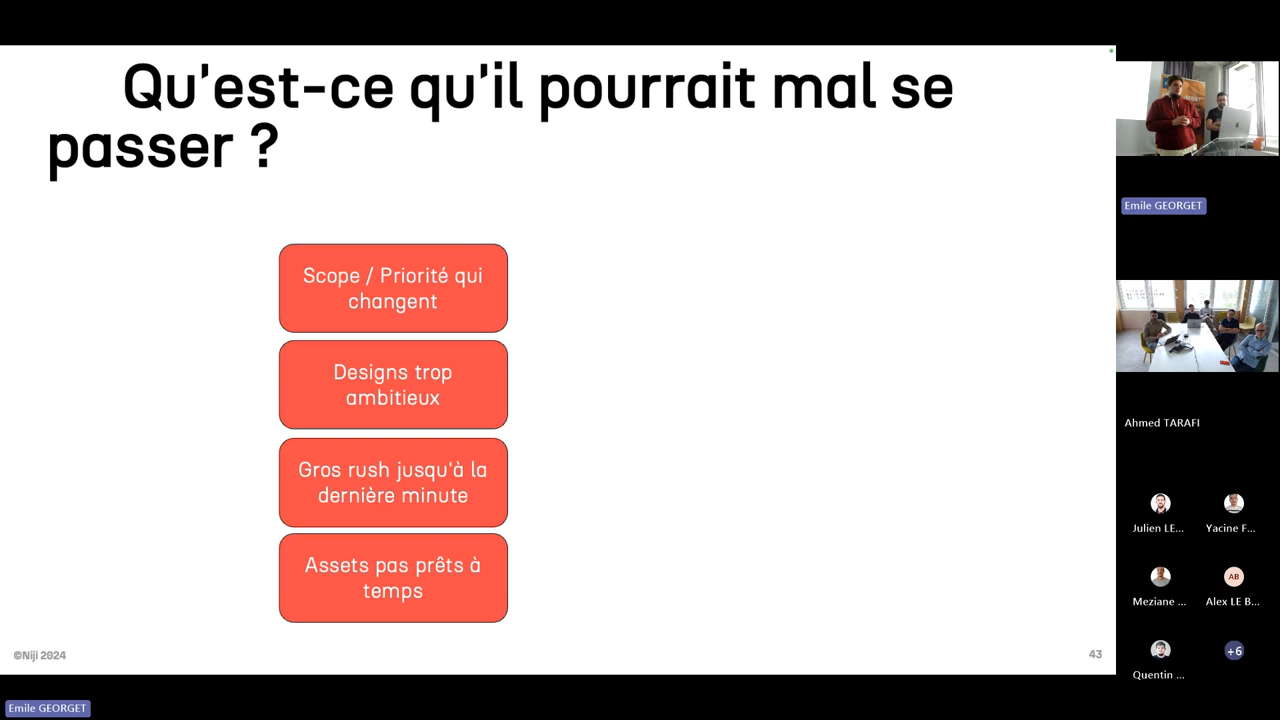 Qu'est-ce qu'il pourrait mal se
passer ?
Scope / Priorité qui
changent
Designs trop
ambitieux
Gros rush jusqu'à la
dernière minute
Assets pas prêts à
temps
©Niji 2024
43
Emile GEORGET
Emile GEORGET
Ahmed TARAFI
Julien LE...
Yacine F...
Meziane ...
AB
Alex LE B...
Quentin ...
+6